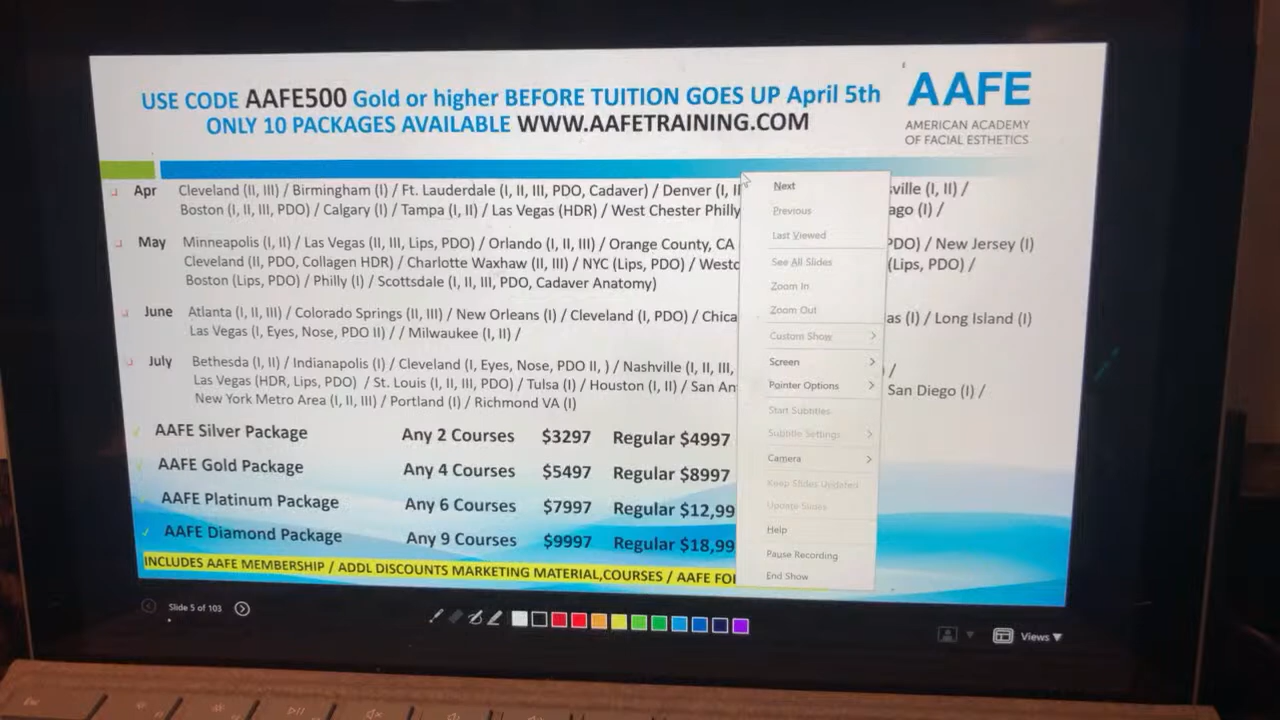 USE CODE AAFE500 Gold or higher BEFORE TUITION GOES UP April 5th
ONLY 10 PACKAGES AVAILABLE WWW.AAFETRAINING.COM
AAFE
AMERICAN ACADEMY
OF FACIAL ESTHETICS
Apr Cleveland (II, III) / Birmingham (I) / Ft. Lauderdale (I, II, III, PDO, Cadaver) / Denver (I, II ville (I, II) /
Boston (I, II, III, PDO) / Calgary (I) / Tampa (I, II) / Las Vegas (HDR) / West Chester Philly ago (I) /
May Minneapolis (I, II) / Las Vegas (II, III, Lips, PDO) / Orlando (I, II, III) / Orange County, CA PDO) / New Jersey (I)
Cleveland (II, PDO, Collagen HDR) / Charlotte Waxhaw (II, III) / NYC (Lips, PDO) / Westc (Lips, PDO) /
Boston (Lips, PDO) / Philly (I) / Scottsdale (I, II, III, PDO, Cadaver Anatomy)
June Atlanta (I, II, III) / Colorado Springs (II, III) / New Orleans (I) / Cleveland (I, PDO) / Chica as (I) / Long Island (I)
Las Vegas (I, Eyes, Nose, PDO II) / / Milwaukee (I, II) /
July Bethesda (I, II) / Indianapolis (I) / Cleveland (I, Eyes, Nose, PDO II, ) / Nashville (I, II, III, ) /
Las Vegas (HDR, Lips, PDO) / St. Louis (I, II, III, PDO) / Tulsa (I) / Houston (I, II) / San An San Diego (I) /
New York Metro Area (I, II, III) / Portland (I) / Richmond VA (I)
AAFE Silver Package Any 2 Courses $3297 Regular $4997
AAFE Gold Package Any 4 Courses $5497 Regular $8997
AAFE Platinum Package Any 6 Courses $7997 Regular $12,99
AAFE Diamond Package Any 9 Courses $9997 Regular $18,99
INCLUDES AAFE MEMBERSHIP / ADDL DISCOUNTS MARKETING MATERIAL,COURSES / AAFE FO
Next
Previous
Last Viewed
See All Slides
Zoom In
Zoom Out
Custom Show
Screen
Pointer Options
Start Subtitles
Subtitle Settings
Camera
Keep Slides Updated
Update Slides
Help
Pause Recording
End Show
Slide 5 of 103
Views